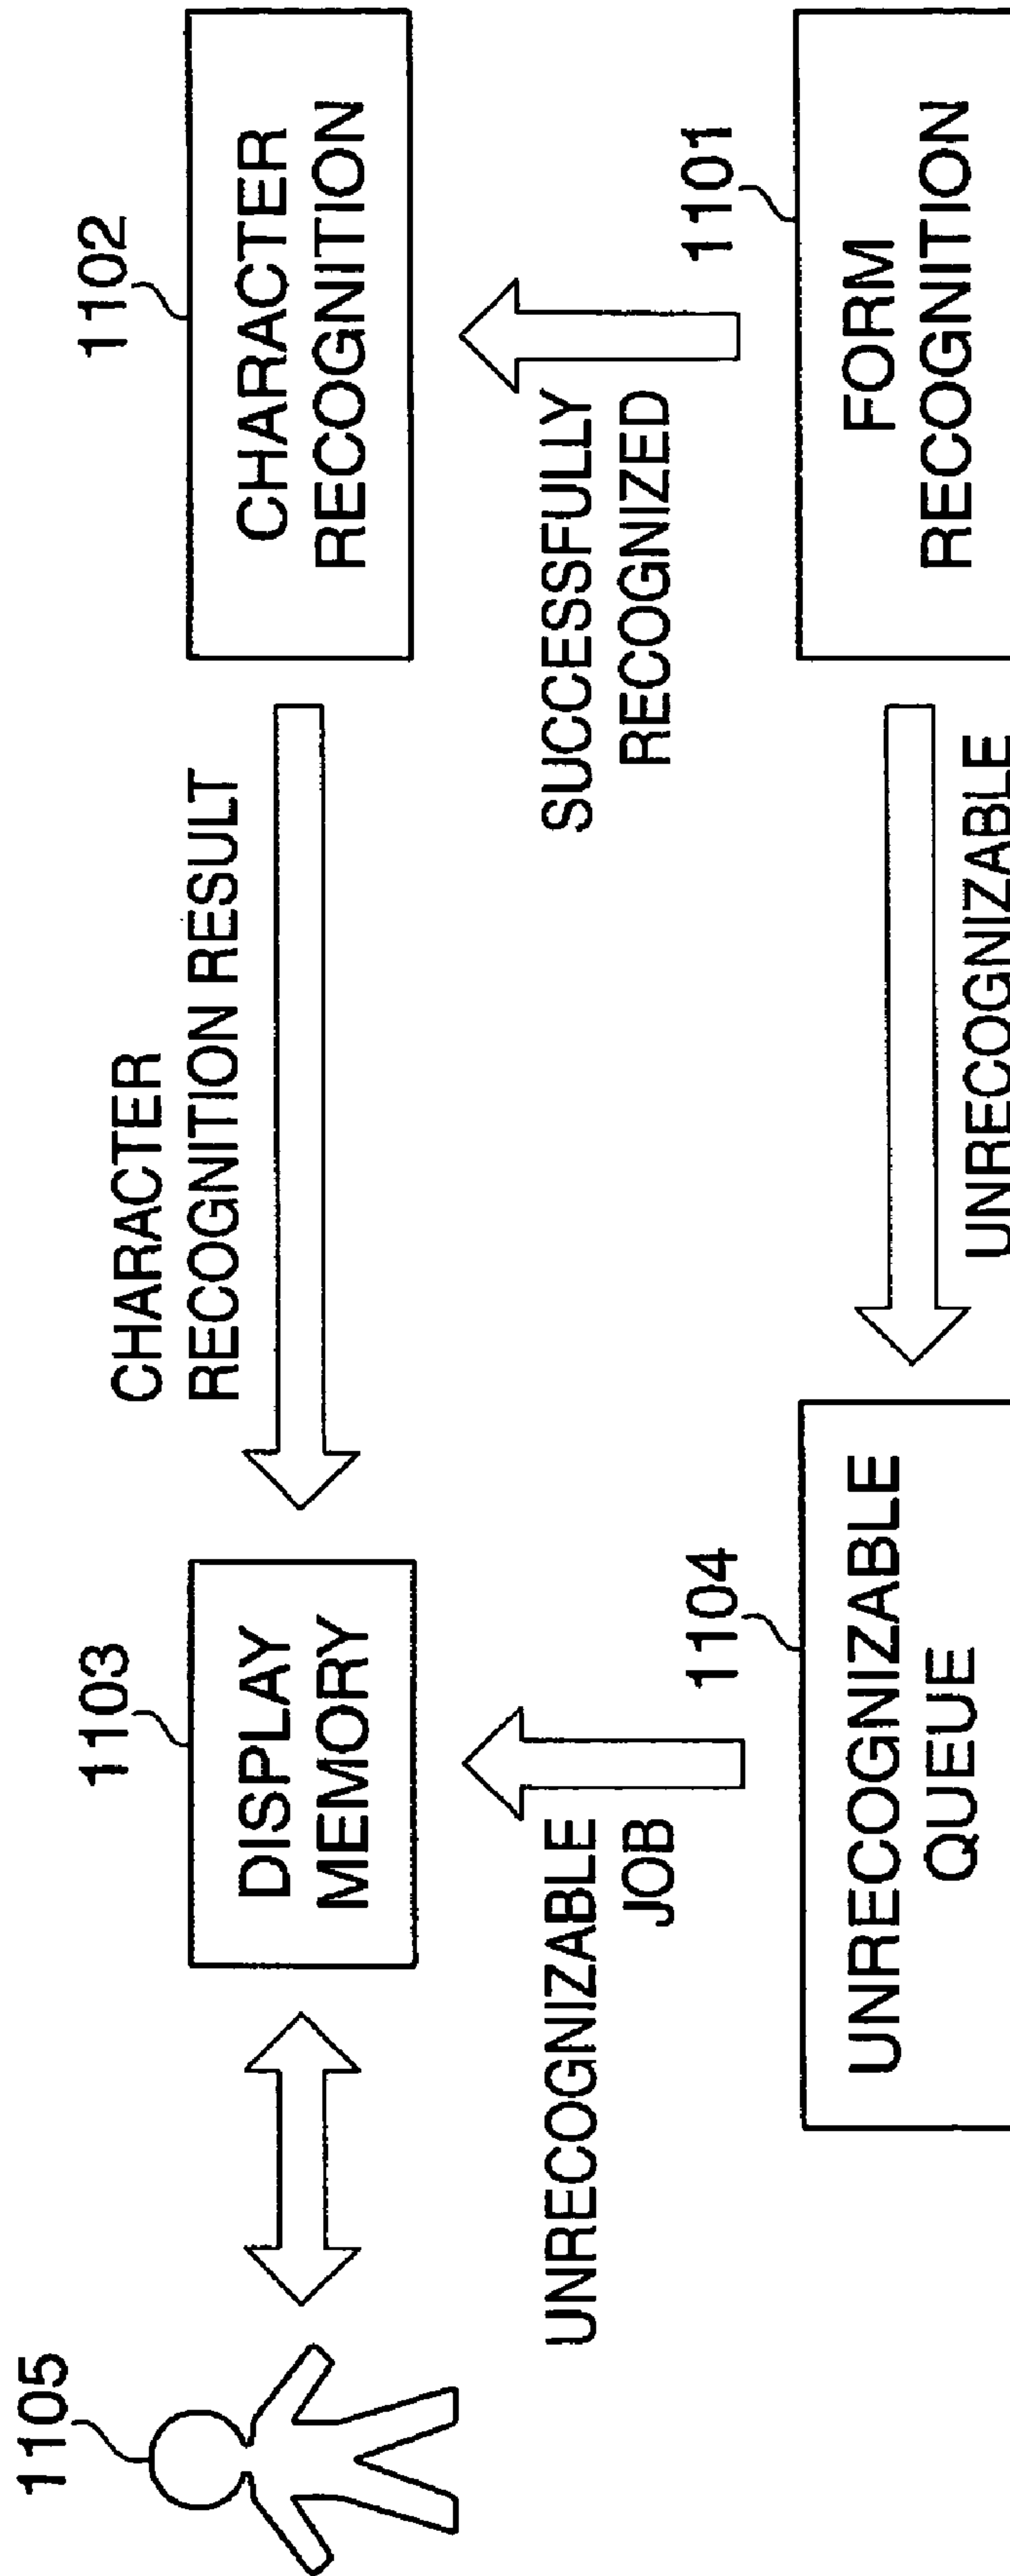 1105
1103
DISPLAY
MEMORY
CHARACTER
RECOGNITION RESULT
1102
CHARACTER
RECOGNITION
UNRECOGNIZABLE
JOB
SUCCESSFULLY
RECOGNIZED
1104
UNRECOGNIZABLE
QUEUE
UNRECOGNIZABLE
1101
FORM
RECOGNITION